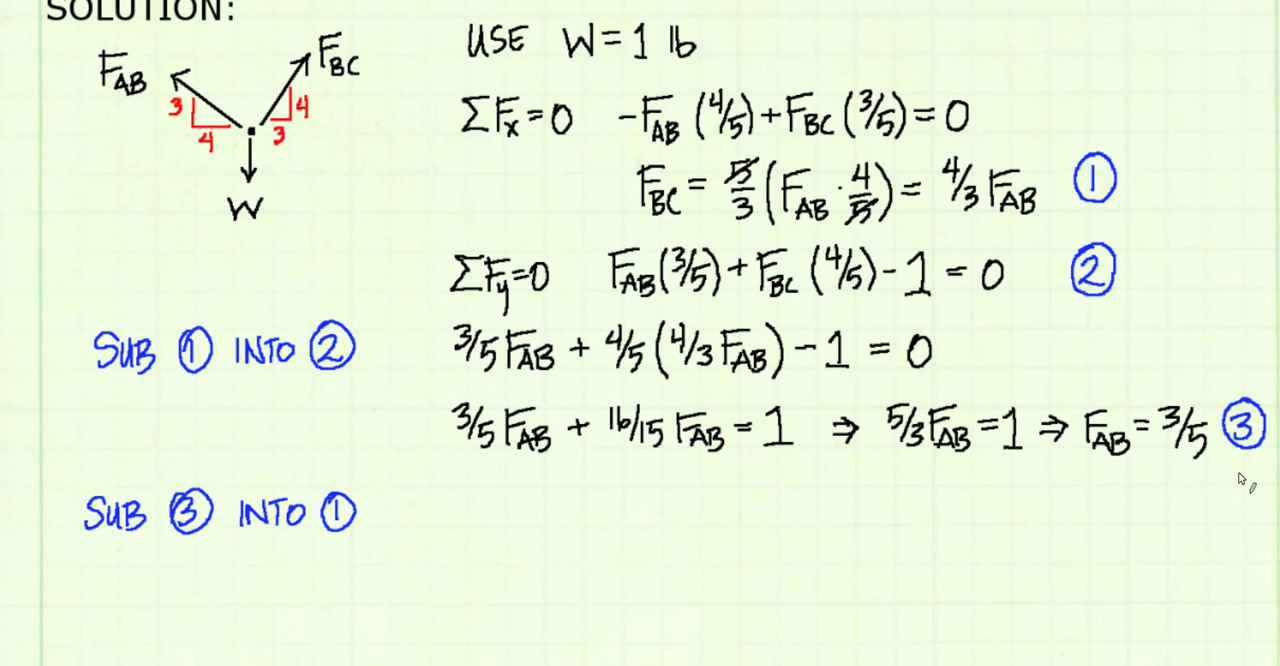 SOLUTION:
USE W = 1 lb
F_AB F_BC
3 4
4 3
W
ΣF_x = 0 -F_AB (4/5) + F_BC (3/5) = 0
F_BC = 5/3 (F_AB · 4/5) = 4/3 F_AB ①
ΣF_y = 0 F_AB (3/5) + F_BC (4/5) - 1 = 0 ②
SUB ① INTO ② 3/5 F_AB + 4/5 (4/3 F_AB) - 1 = 0
3/5 F_AB + 16/15 F_AB = 1 ⇒ 5/3 F_AB = 1 ⇒ F_AB = 3/5 ③
SUB ③ INTO ①